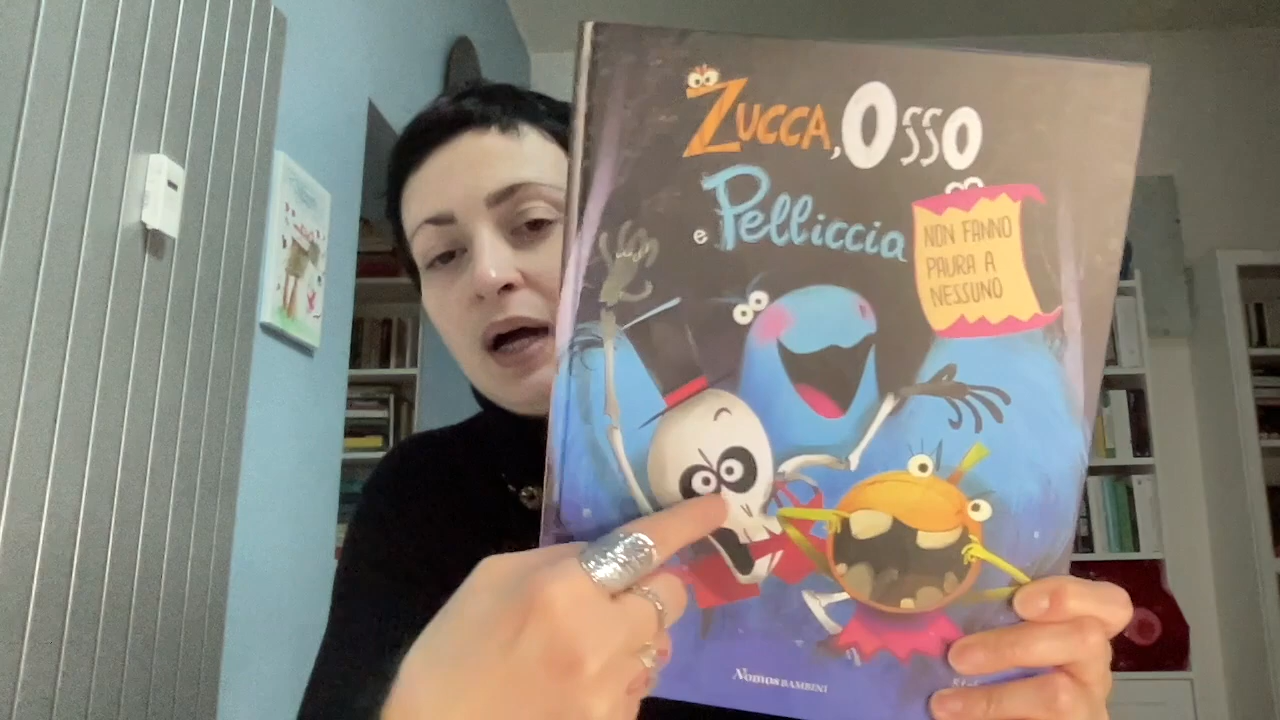 Zucca, Osso
e Pelliccia
NON FANNO
PAURA A
NESSUNO
Nomos BAMBINI